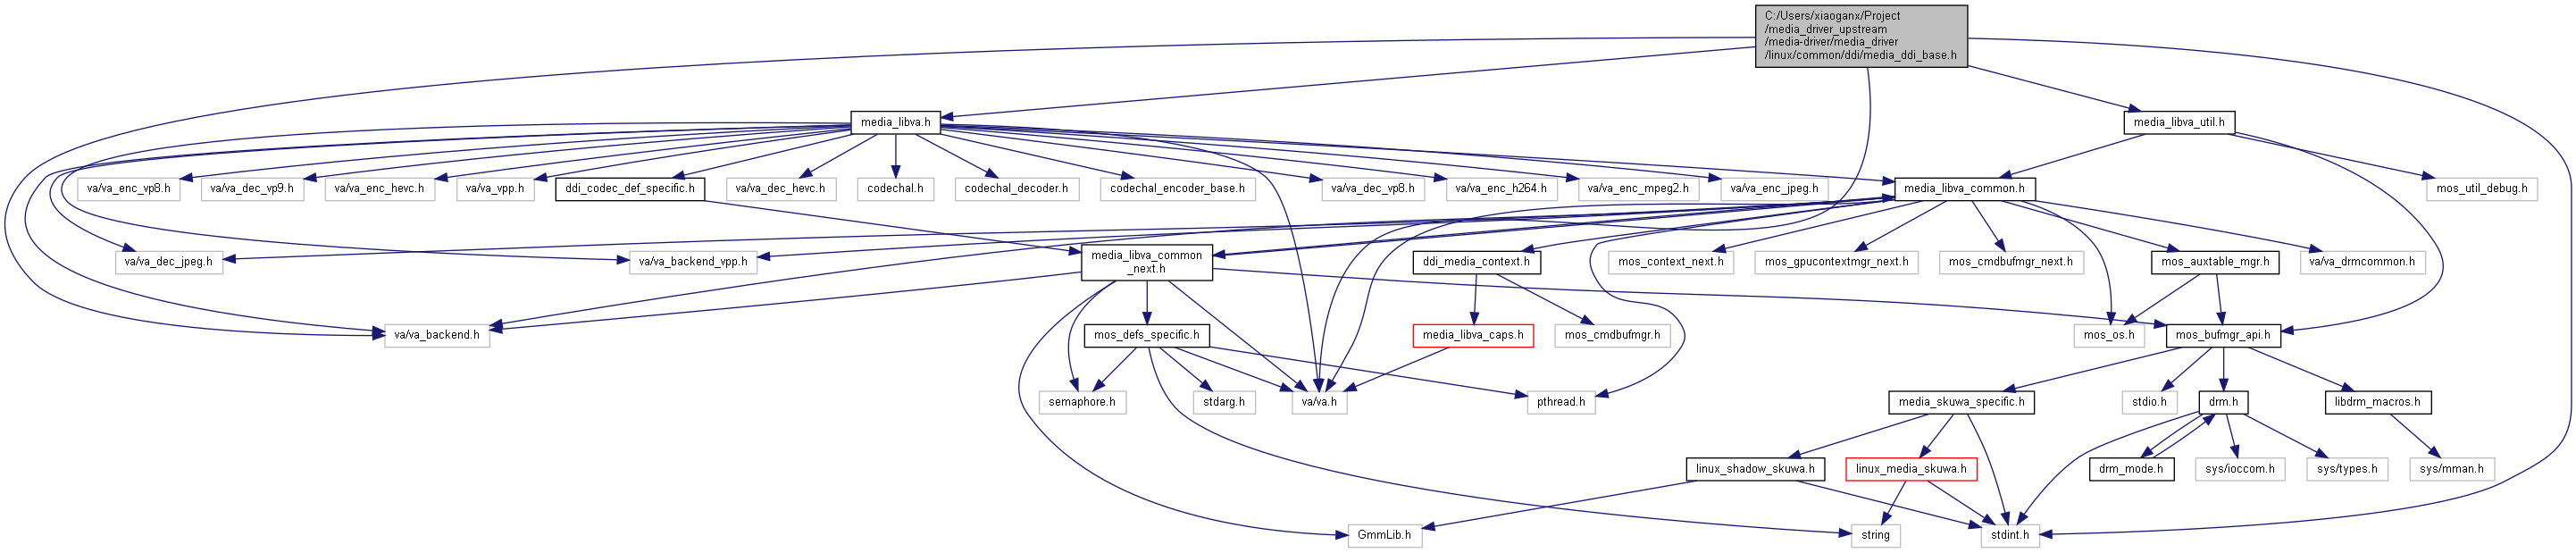 C:/Users/xiaoganx/Project
/media_driver_upstream
/media-driver/media_driver
/linux/common/ddi/media_ddi_base.h
media_libva.h
media_libva_util.h
va/va_enc_vp8.h
va/va_dec_vp9.h
va/va_enc_hevc.h
va/va_vpp.h
ddi_codec_def_specific.h
va/va_dec_hevc.h
codechal.h
codechal_decoder.h
codechal_encoder_base.h
va/va_dec_vp8.h
va/va_enc_h264.h
va/va_enc_mpeg2.h
va/va_enc_jpeg.h
media_libva_common.h
mos_util_debug.h
va/va_dec_jpeg.h
va/va_backend_vpp.h
media_libva_common
_next.h
ddi_media_context.h
mos_context_next.h
mos_gpucontextmgr_next.h
mos_cmdbufmgr_next.h
mos_auxtable_mgr.h
va/va_drmcommon.h
va/va_backend.h
mos_defs_specific.h
media_libva_caps.h
mos_cmdbufmgr.h
mos_os.h
mos_bufmgr_api.h
semaphore.h
stdarg.h
va/va.h
pthread.h
media_skuwa_specific.h
stdio.h
drm.h
libdrm_macros.h
linux_shadow_skuwa.h
linux_media_skuwa.h
drm_mode.h
sys/ioccom.h
sys/types.h
sys/mman.h
GmmLib.h
string
stdint.h